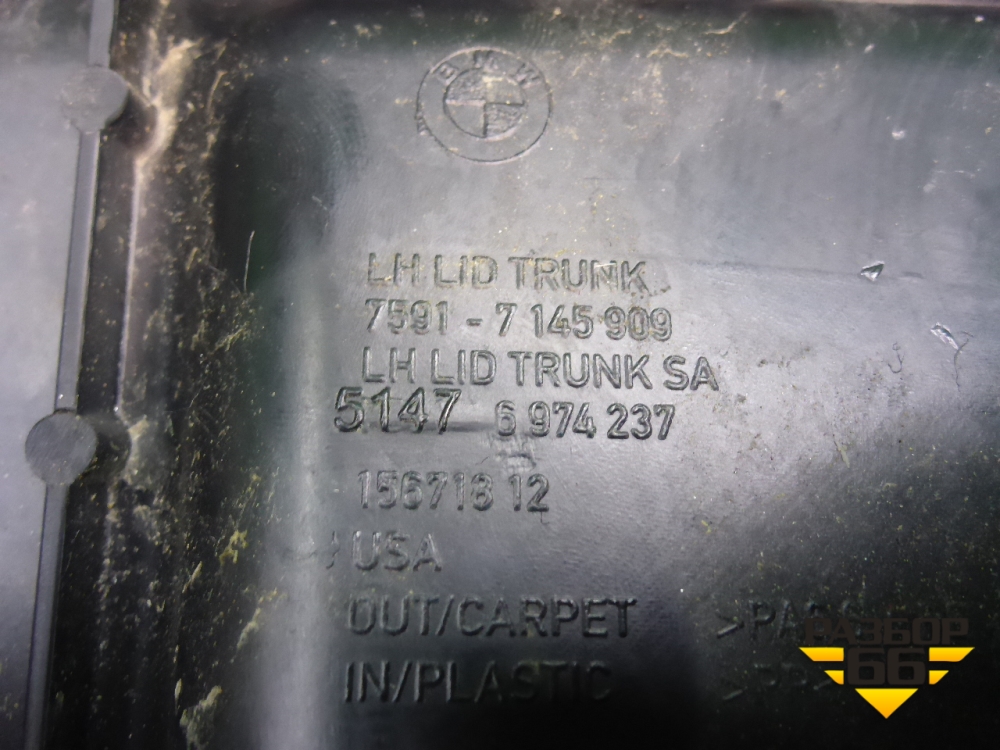 BMW
LH LID TRUNK
7591 - 7 145 909
LH LID TRUNK SA
5147 6 974 237
156718 12
USA
OUT/CARPET
IN/PLASTIC
РАЗБОР
66